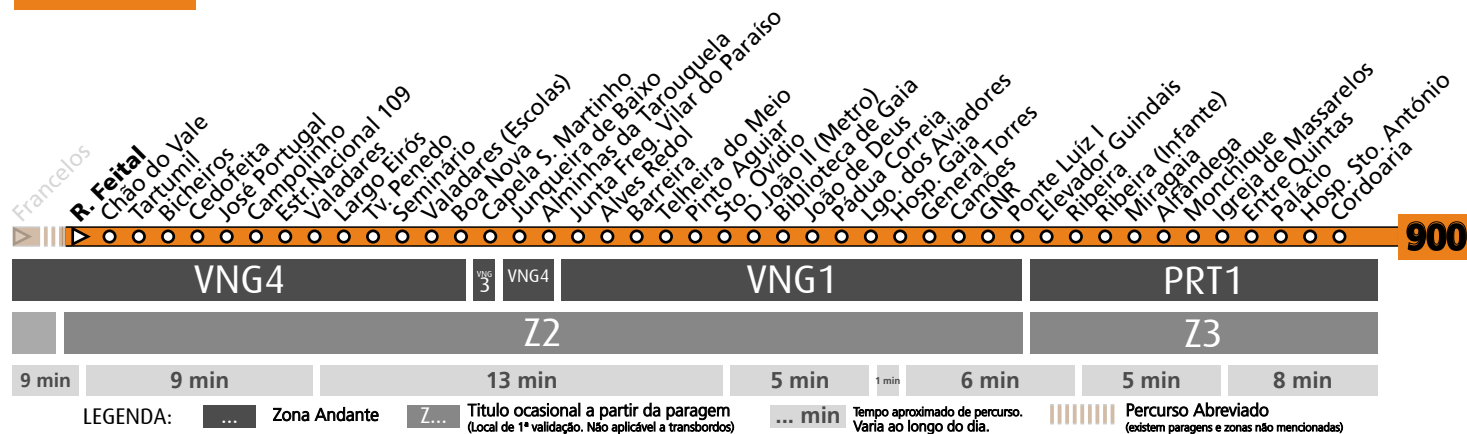 Francelos
R. Feital
Chão do Vale
Tartumil
Bicheiros
Cedofeita
José Portugal
Campolinho
Estr.Nacional 109
Valadares
Largo Eirós
Tv. Penedo
Seminário
Valadares (Escolas)
Boa Nova
Capela S. Martinho
Junqueira de Baixo
Alminhas da Tarouquela
Junta Freg. Vilar do Paraíso
Alves Redol
Barreira
Telheira do Meio
Pinto Aguiar
Sto. Ovídio
D.João II (Metro)
Biblioteca de Gaia
João de Deus
Padua Correia
Lgo. dos Aviadores
Hosp. Gaia
General Torres
Camões
GNR
Ponte Luíz I
Elevador Guindais
Ribeira
Ribeira (Infante)
Miragaia
Alfândega
Monchique
Igreja de Massarelos
Entre Quintas
Palácio
Hosp. Sto. António
Cordoaria
900
VNG4
VNG
3
VNG4
VNG1
PRT1
Z2
Z3
9 min
9 min
13 min
5 min
1 min
6 min
5 min
8 min
LEGENDA:
...
Zona Andante
Z...
Titulo ocasional a partir da paragem
(Local de 1ª validação. Não aplicável a transbordos)
... min
Tempo aproximado de percurso.
Varia ao longo do dia.
Percurso Abreviado
(existem paragens e zonas não mencionadas)